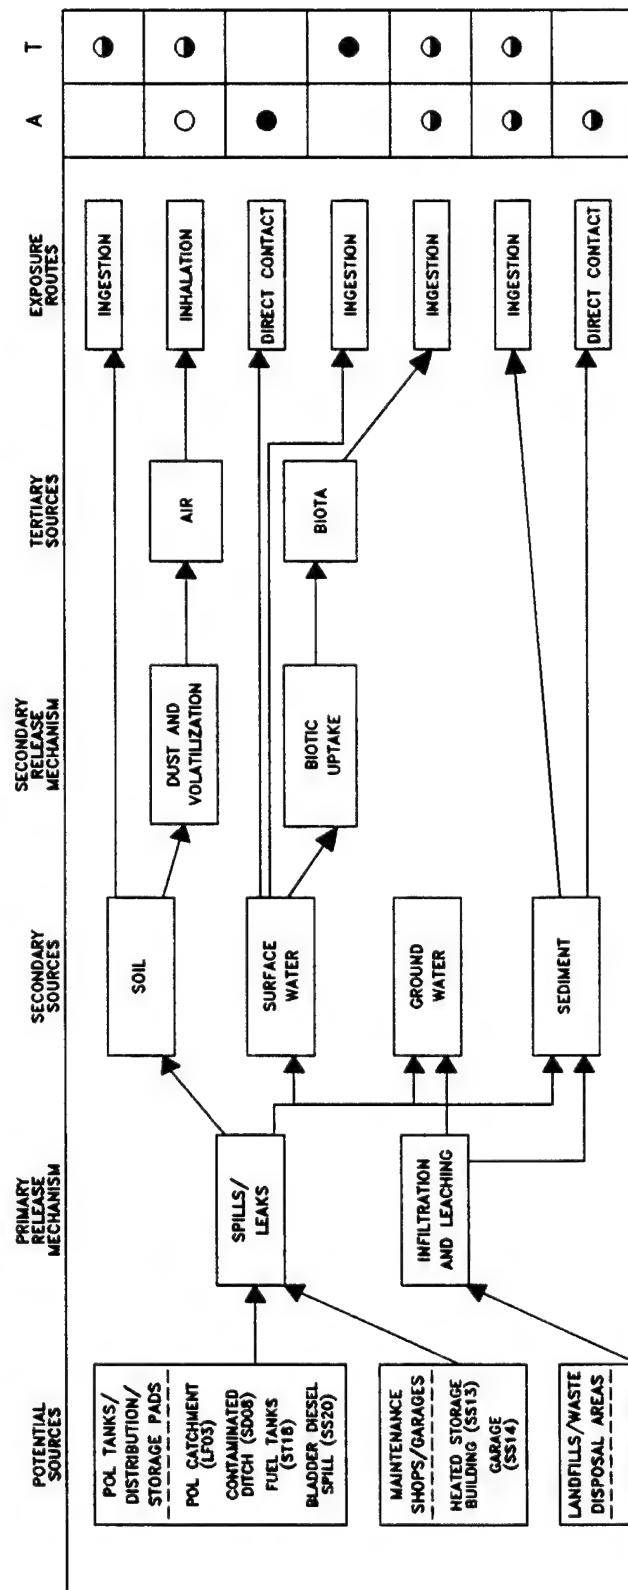 POTENTIAL
SOURCES
PRIMARY
RELEASE
MECHANISM
SECONDARY
SOURCES
SECONDARY
RELEASE
MECHANISM
TERTIARY
SOURCES
EXPOSURE
ROUTES
A
T
POL TANKS/
DISTRIBUTION/
STORAGE PADS
POL CATCHMENT
(LF03)
CONTAMINATED
DITCH (SD08)
FUEL TANKS
(ST18)
BLADDER DIESEL
SPILL (SS20)
MAINTENANCE
SHOPS/GARAGES
HEATED STORAGE
BUILDING (SS13)
GARAGE
(SS14)
LANDFILLS/WASTE
DISPOSAL AREAS
SPILLS/
LEAKS
INFILTRATION
AND LEACHING
SOIL
SURFACE
WATER
GROUND
WATER
SEDIMENT
DUST AND
VOLATILIZATION
BIOTIC
UPTAKE
AIR
BIOTA
INGESTION
INHALATION
DIRECT CONTACT
INGESTION
INGESTION
INGESTION
DIRECT CONTACT